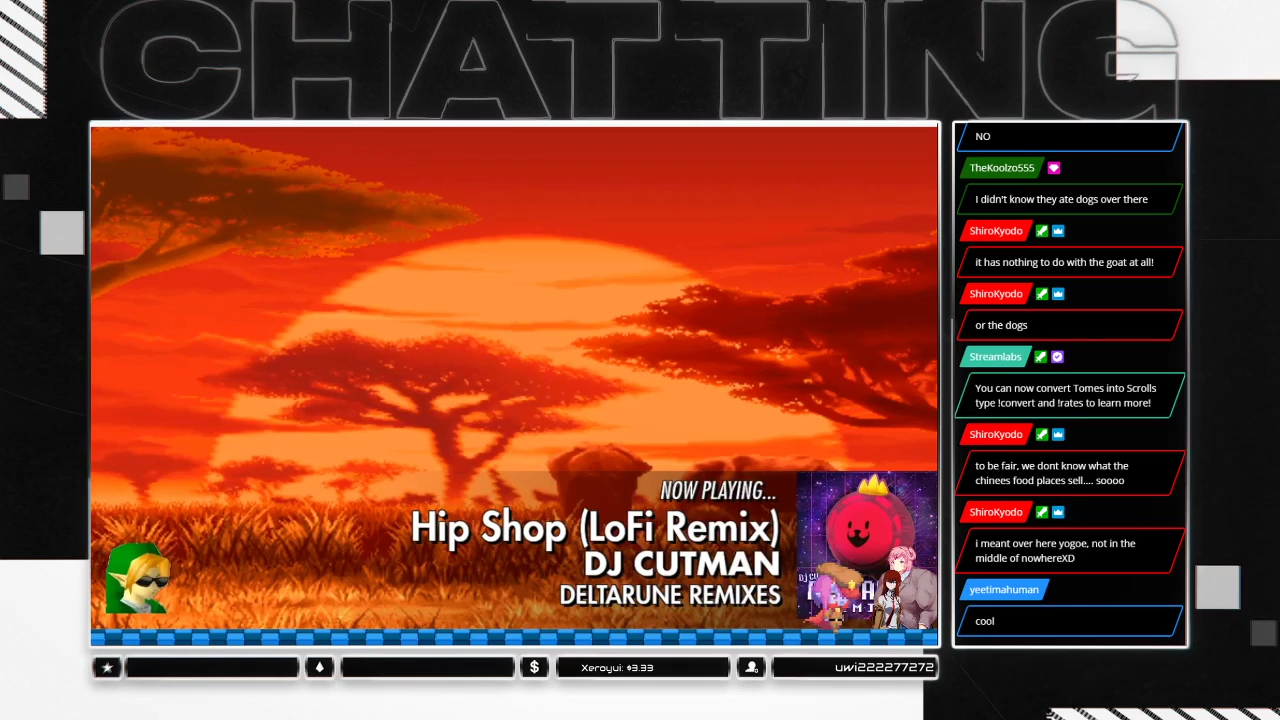 CHATTING
NO
TheKoolzo555
I didn't know they ate dogs over there
ShiroKyodo
it has nothing to do with the goat at all!
ShiroKyodo
or the dogs
Streamlabs
You can now convert Tomes into Scrolls
type !convert and !rates to learn more!
ShiroKyodo
to be fair, we dont know what the
chinees food places sell.... soooo
ShiroKyodo
i meant over here yogoe, not in the
middle of nowhereXD
yeetimahuman
cool
NOW PLAYING...
Hip Shop (LoFi Remix)
DJ CUTMAN
DELTARUNE REMIXES
$
Xeroyui: $3.33
uwi222277272